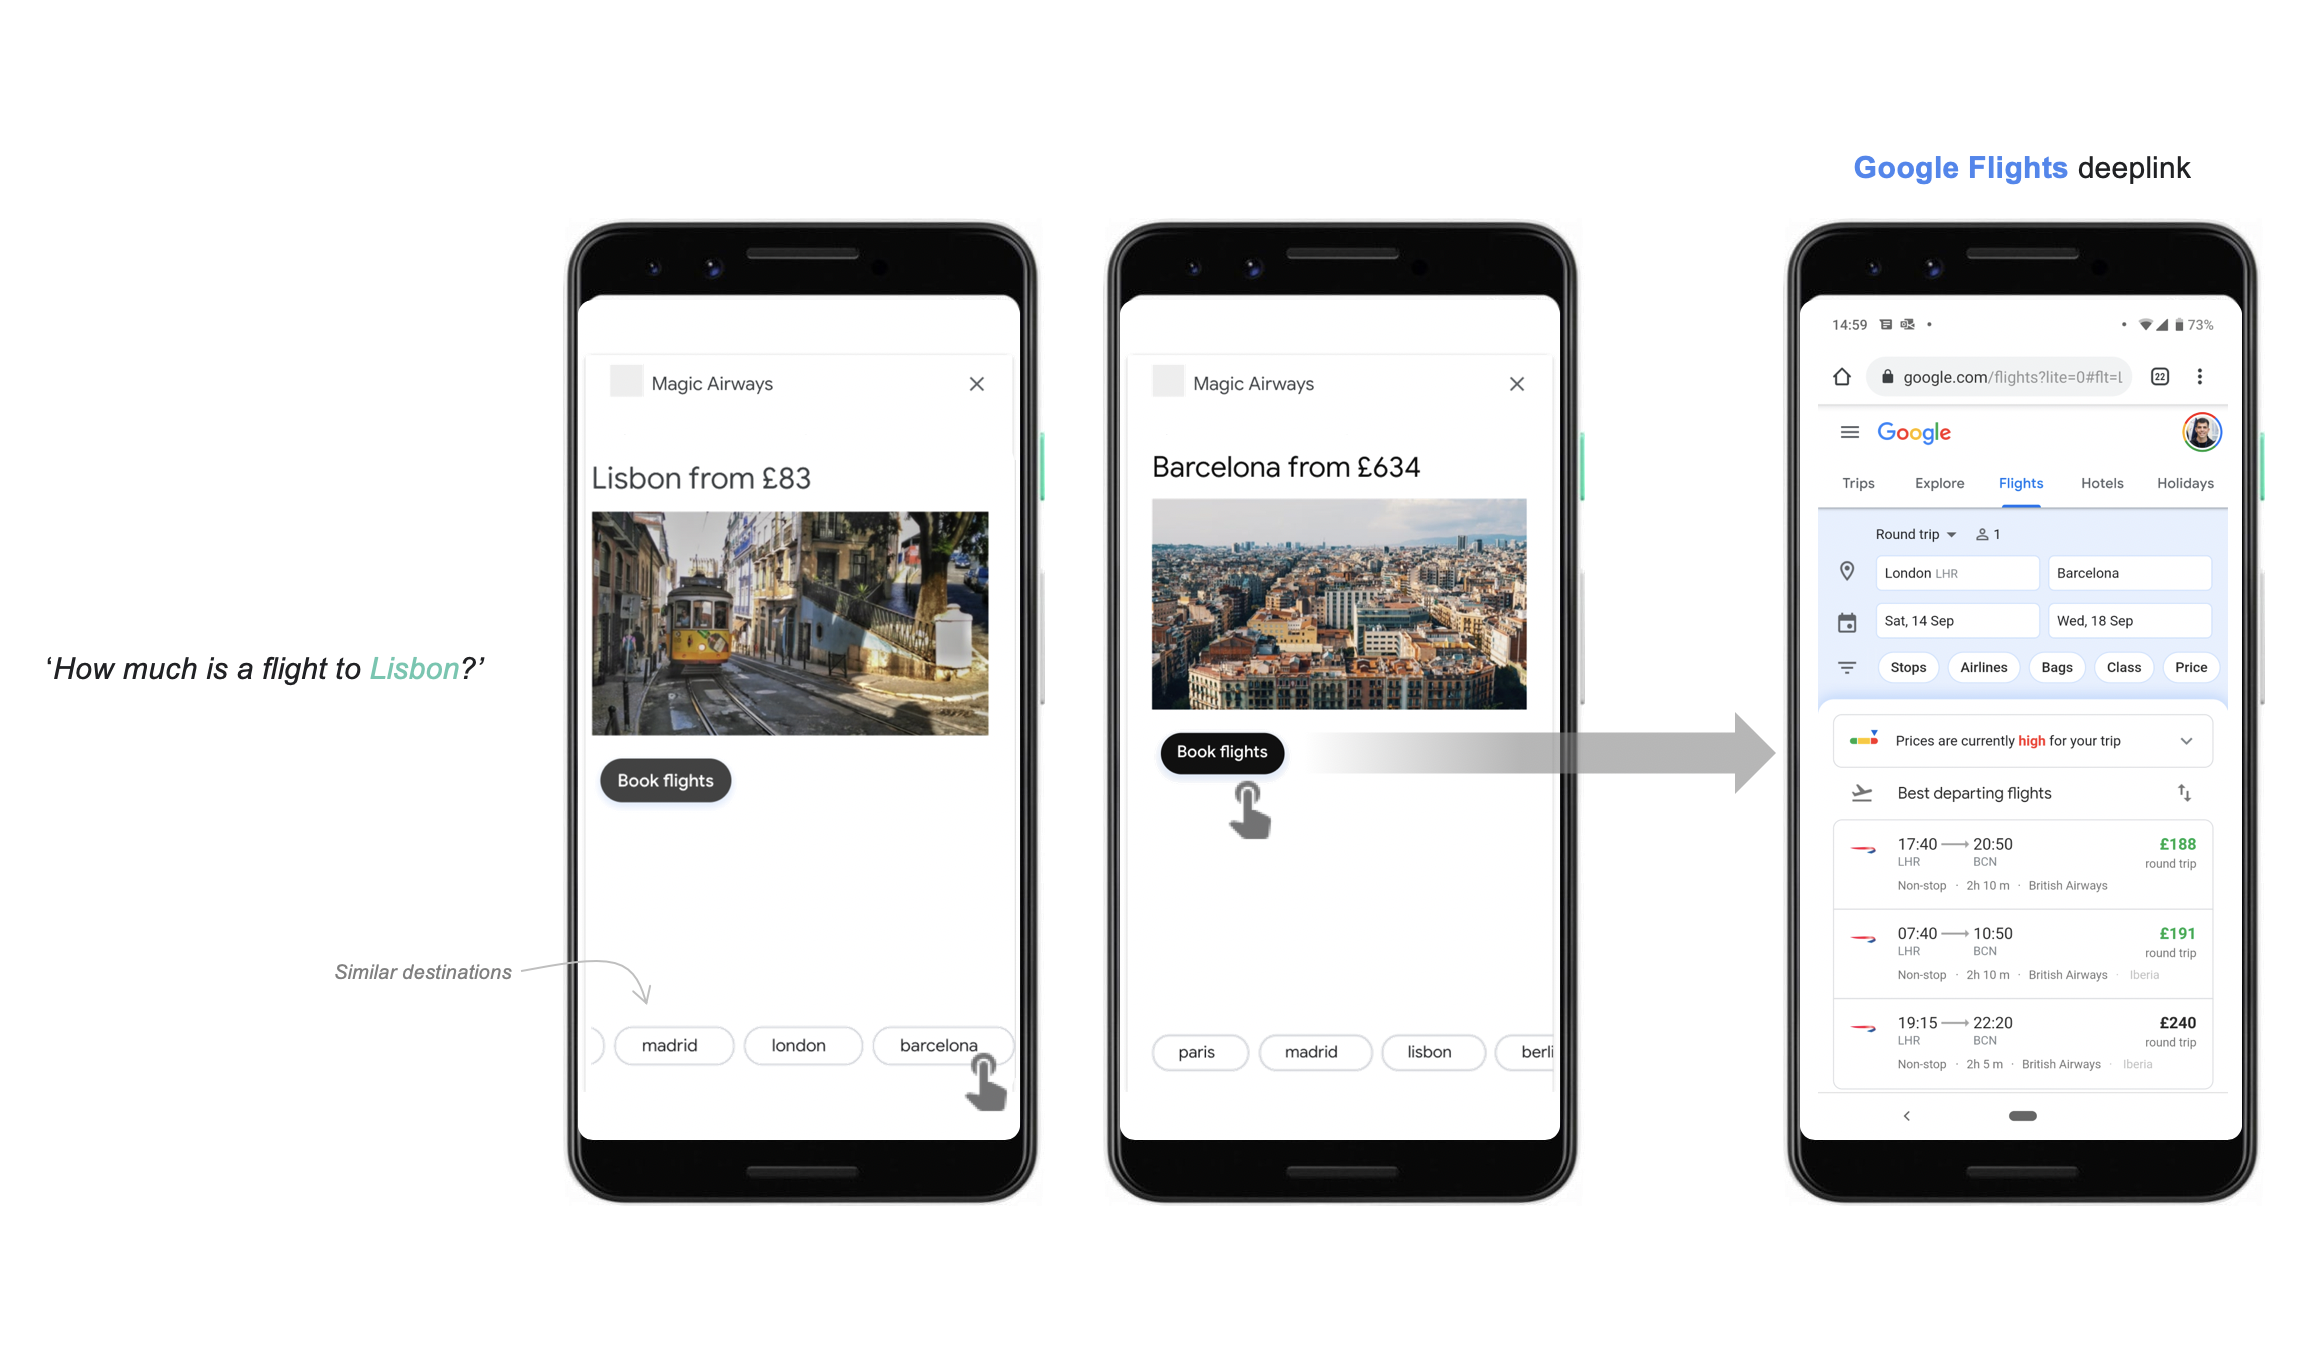 Google Flights deeplink
‘How much is a flight to Lisbon?’
Similar destinations
Magic Airways
Lisbon from £83
Book flights
madrid
london
barcelona
Magic Airways
Barcelona from £634
Book flights
paris
madrid
lisbon
berli
14:59
73%
google.com/flights?lite=0#flt=L
22
Google
Trips Explore Flights Hotels Holidays
Round trip 1
London LHR Barcelona
Sat, 14 Sep Wed, 18 Sep
Stops Airlines Bags Class Price
Prices are currently high for your trip
Best departing flights
17:40 20:50 £188
LHR BCN round trip
Non-stop · 2h 10 m · British Airways
07:40 10:50 £191
LHR BCN round trip
Non-stop · 2h 10 m · British Airways · Iberia
19:15 22:20 £240
LHR BCN round trip
Non-stop · 2h 5 m · British Airways · Iberia